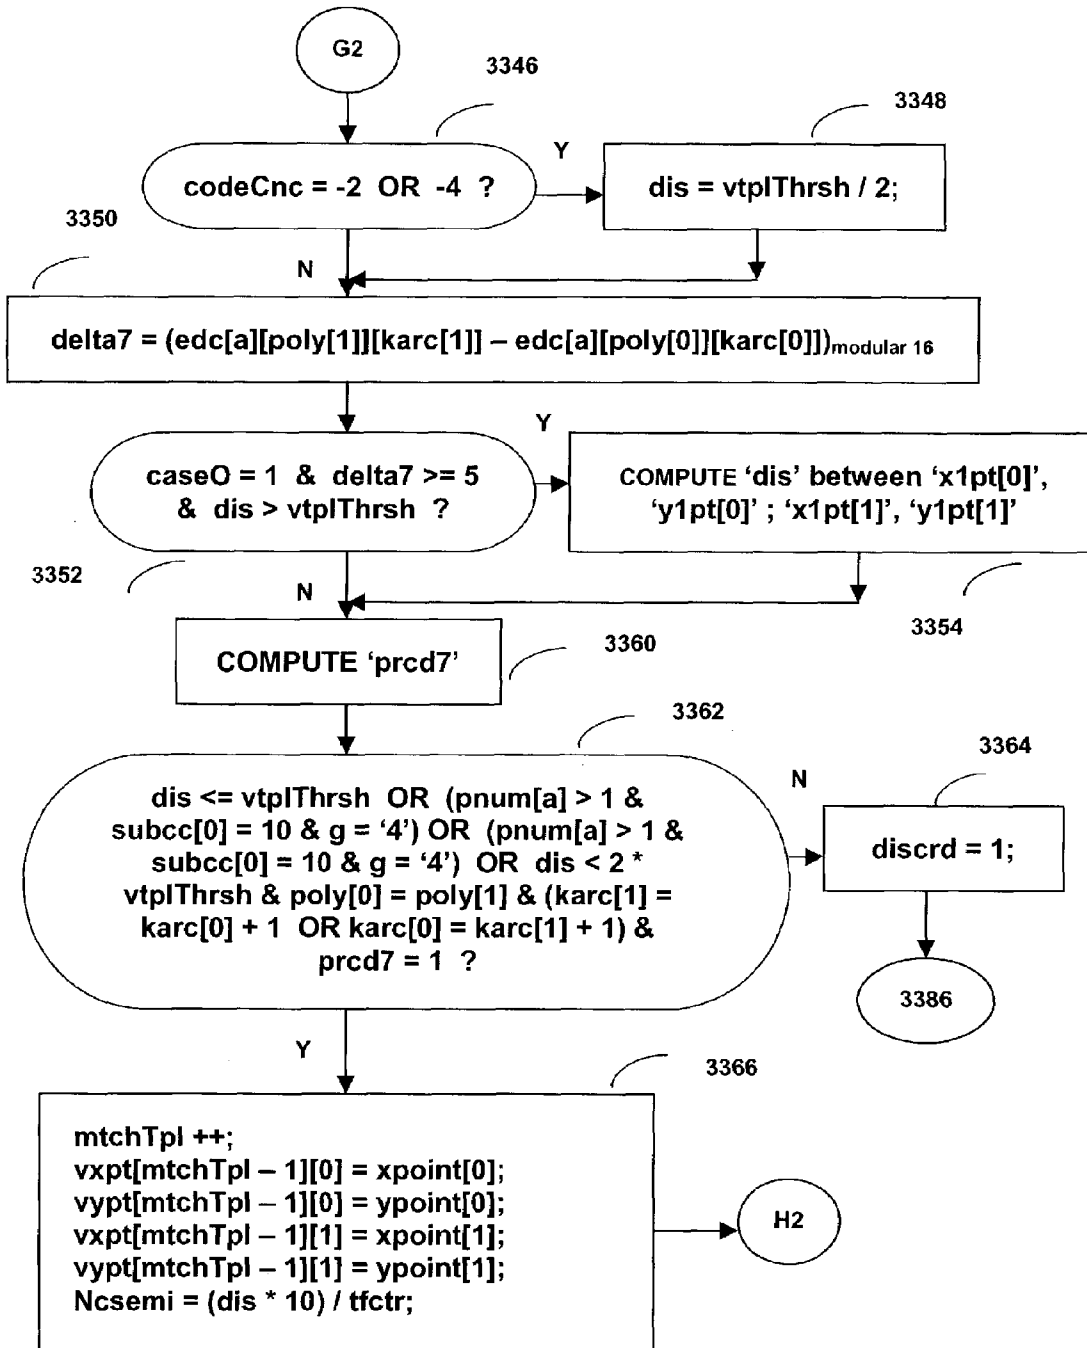 G2
3346
3348
codeCnc = -2 OR -4 ?
Y
dis = vtplThrsh / 2;
3350
N
delta7 = (edc[a][poly[1]][karc[1]] – edc[a][poly[0]][karc[0]])modular 16
caseO = 1 & delta7 >= 5
& dis > vtplThrsh ?
Y
COMPUTE ‘dis’ between ‘x1pt[0]’,
‘y1pt[0]’ ; ‘x1pt[1]’, ‘y1pt[1]’
3352
N
3354
COMPUTE ‘prcd7’
3360
3362
3364
dis <= vtplThrsh OR (pnum[a] > 1 &
subcc[0] = 10 & g = ‘4’) OR (pnum[a] > 1 &
subcc[0] = 10 & g = ‘4’) OR dis < 2 *
vtplThrsh & poly[0] = poly[1] & (karc[1] =
karc[0] + 1 OR karc[0] = karc[1] + 1) &
prcd7 = 1 ?
N
discrd = 1;
3386
Y
3366
mtchTpl ++;
vxpt[mtchTpl – 1][0] = xpoint[0];
vypt[mtchTpl – 1][0] = ypoint[0];
vxpt[mtchTpl – 1][1] = xpoint[1];
vypt[mtchTpl – 1][1] = ypoint[1];
Ncsemi = (dis * 10) / tfctr;
H2